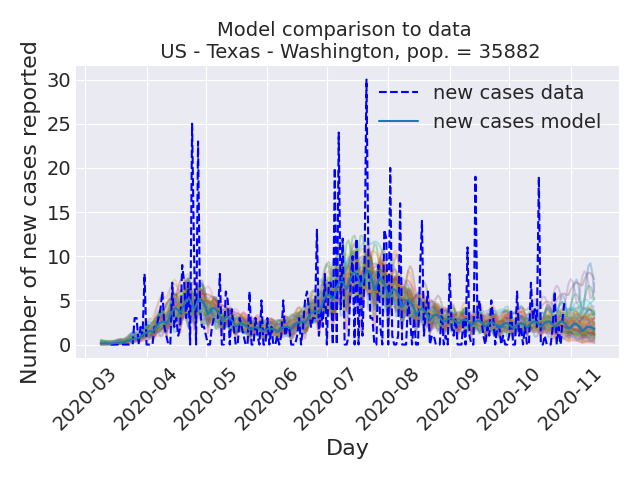 Model comparison to data
US - Texas - Washington, pop. = 35882
Number of new cases reported
30
25
20
15
10
5
0
new cases data
new cases model
2020-03
2020-04
2020-05
2020-06
2020-07
2020-08
2020-09
2020-10
2020-11
Day